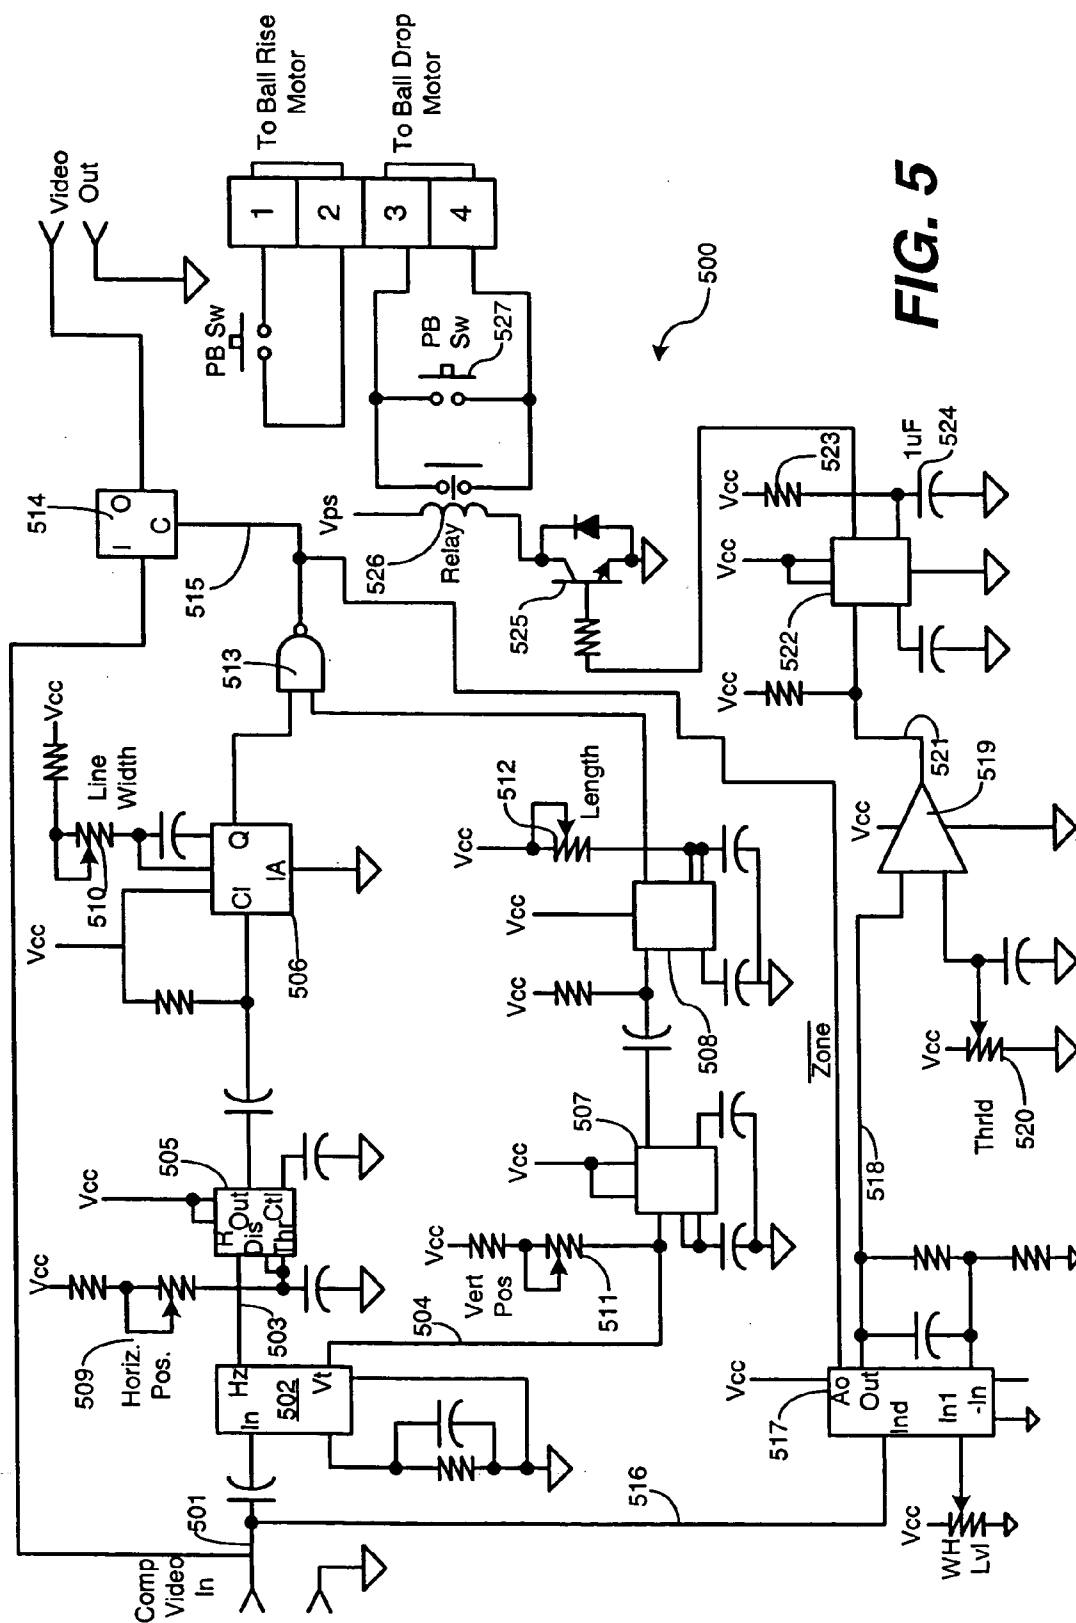 Comp
Video
In
501
Horiz.
Pos.
509
Vcc
In
Hz
502
Vt
503
504
Vcc
R
Out
Dis
Thr
Ctl
505
Vcc
Cl
Q
IA
506
510
Line
Width
Vcc
Vert
Pos
Vcc
511
Vcc
507
Vcc
508
Vcc
Vcc
512
Length
513
514
I
O
C
515
Video
Out
PB Sw
1
2
3
4
To Ball Rise
Motor
To Ball Drop
Motor
PB
Sw
527
Vps
526
Relay
525
500
516
Vcc
WH
Lvl
517
Vcc
Ao
Out
Ind
In1
-In
Zone
518
Thrld
Vcc
520
Vcc
519
521
Vcc
522
Vcc
Vcc
523
1uF
524
FIG. 5